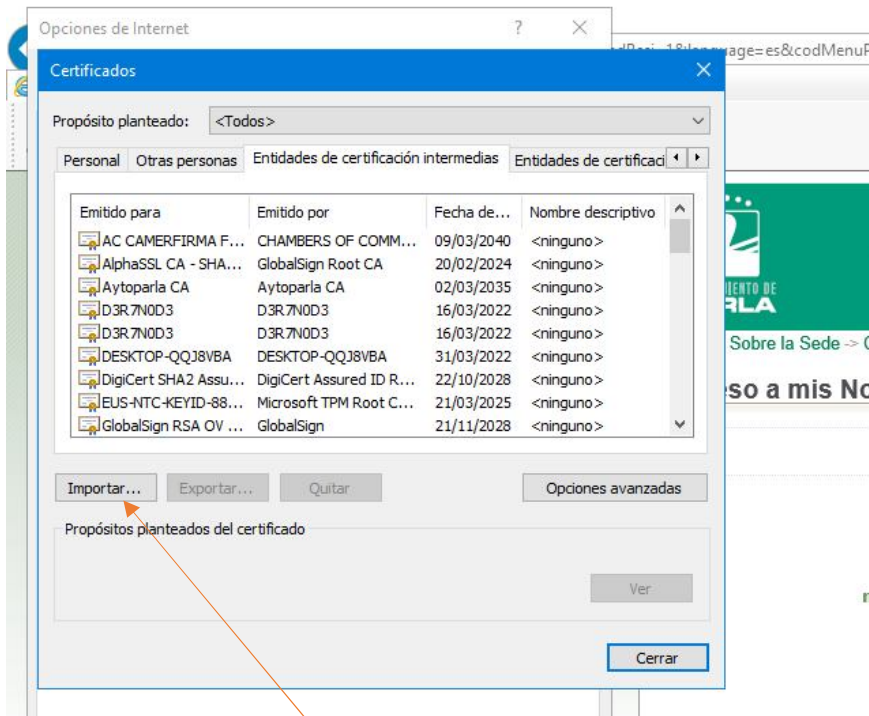 Opciones de Internet ?
language=es&codMenuP
Certificados
Propósito planteado: <Todos>
Personal Otras personas Entidades de certificación intermedias Entidades de certificaci
Emitido para Emitido por Fecha de... Nombre descriptivo
AC CAMERFIRMA F... CHAMBERS OF COMM... 09/03/2040 <ninguno>
AlphaSSL CA - SHA... GlobalSign Root CA 20/02/2024 <ninguno>
Aytoparla CA Aytoparla CA 02/03/2035 <ninguno>
D3R7N0D3 D3R7N0D3 16/03/2022 <ninguno>
D3R7N0D3 D3R7N0D3 16/03/2022 <ninguno>
DESKTOP-QQJ8VBA DESKTOP-QQJ8VBA 31/03/2022 <ninguno>
DigiCert SHA2 Assu... DigiCert Assured ID R... 22/10/2028 <ninguno>
EUS-NTC-KEYID-88... Microsoft TPM Root C... 21/03/2025 <ninguno>
GlobalSign RSA OV ... GlobalSign 21/11/2028 <ninguno>
IENTO DE
RLA
Sobre la Sede ->
so a mis No
Importar... Exportar... Quitar Opciones avanzadas
Propósitos planteados del certificado
Ver
Cerrar